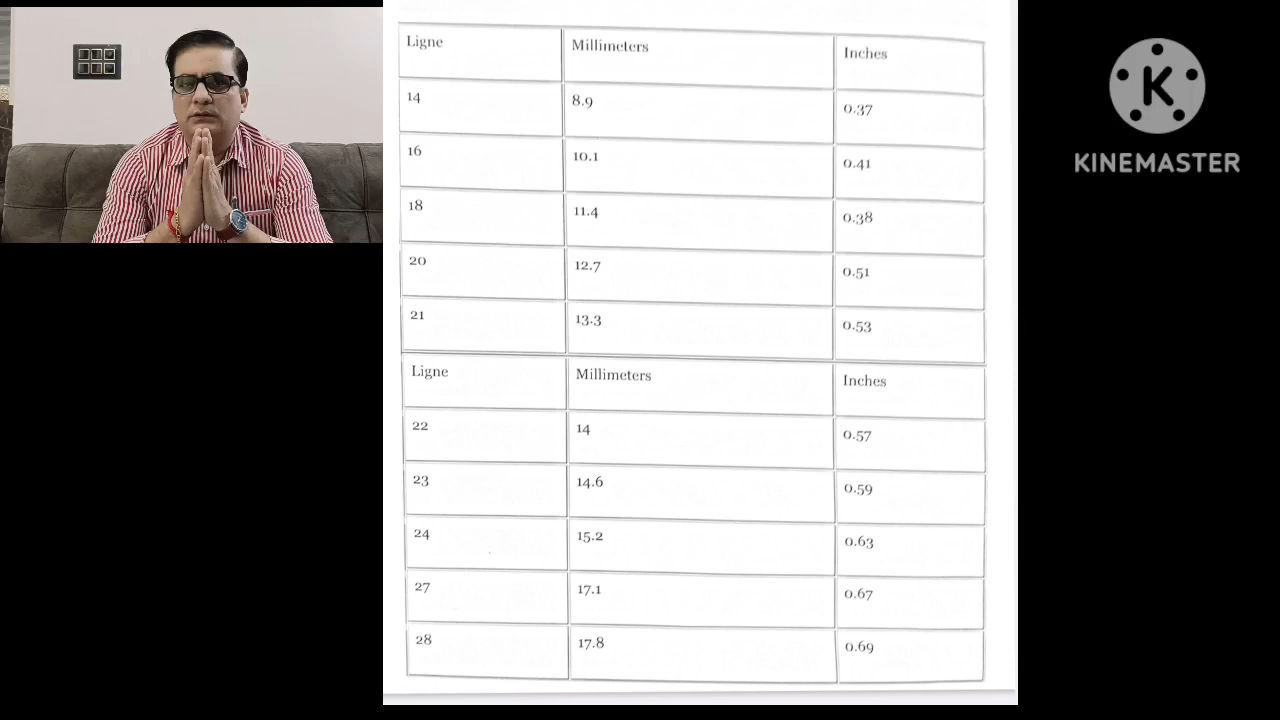 Ligne Millimeters Inches
14 8.9 0.37
16 10.1 0.41
18 11.4 0.38
20 12.7 0.51
21 13.3 0.53
Ligne Millimeters Inches
22 14 0.57
23 14.6 0.59
24 15.2 0.63
27 17.1 0.67
28 17.8 0.69
K
KINEMASTER